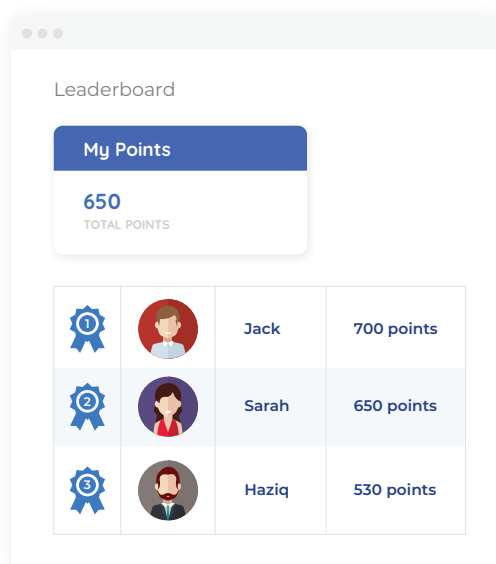 Leaderboard
My Points
650
TOTAL POINTS
1 Jack 700 points
2 Sarah 650 points
3 Haziq 530 points